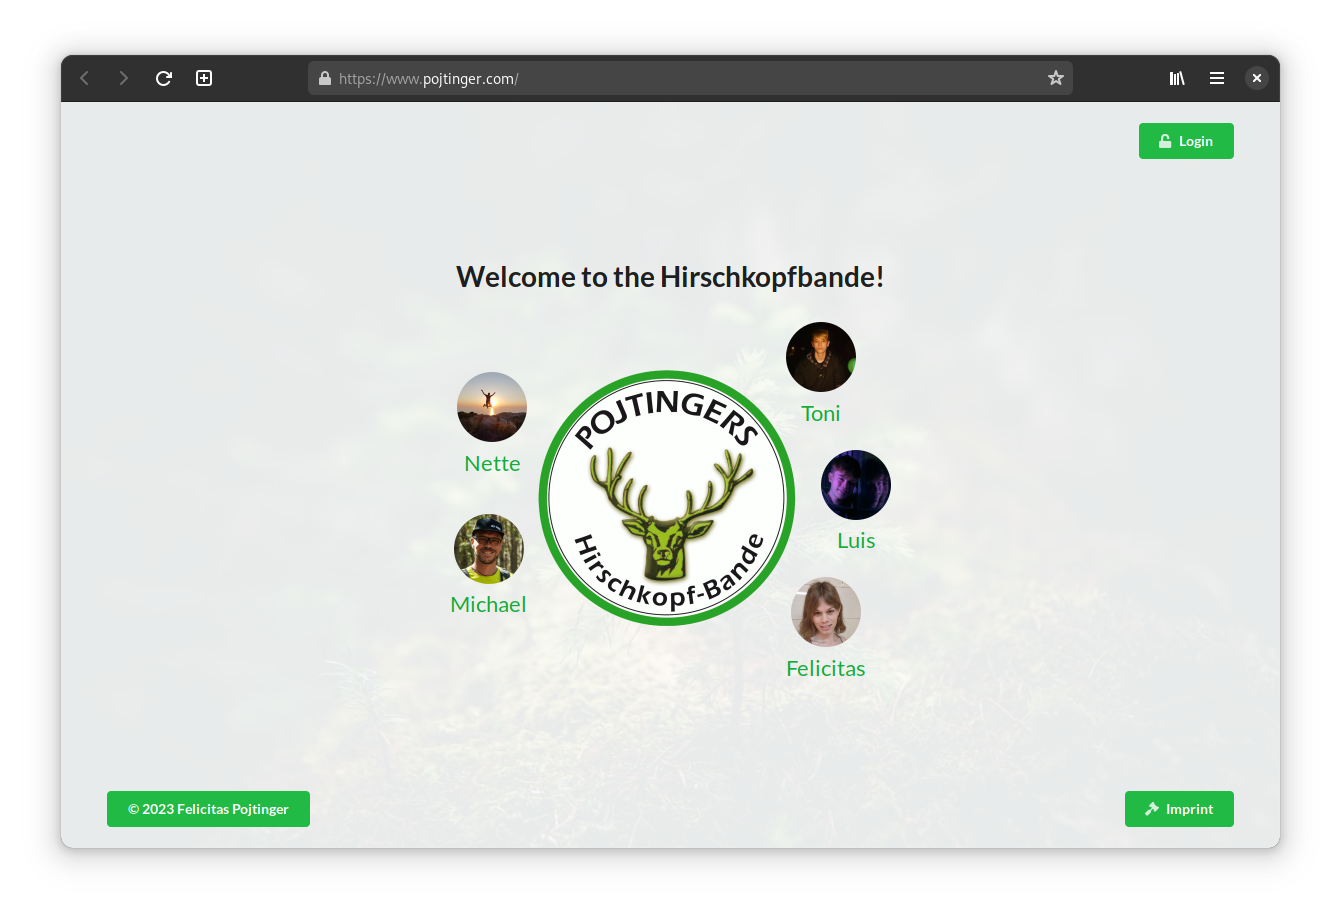 https://www.pojtinger.com/
Login
Welcome to the Hirschkopfbande!
Toni
Nette
POJTINGERS
Hirschkopf-Bande
Luis
Michael
Felicitas
© 2023 Felicitas Pojtinger
Imprint